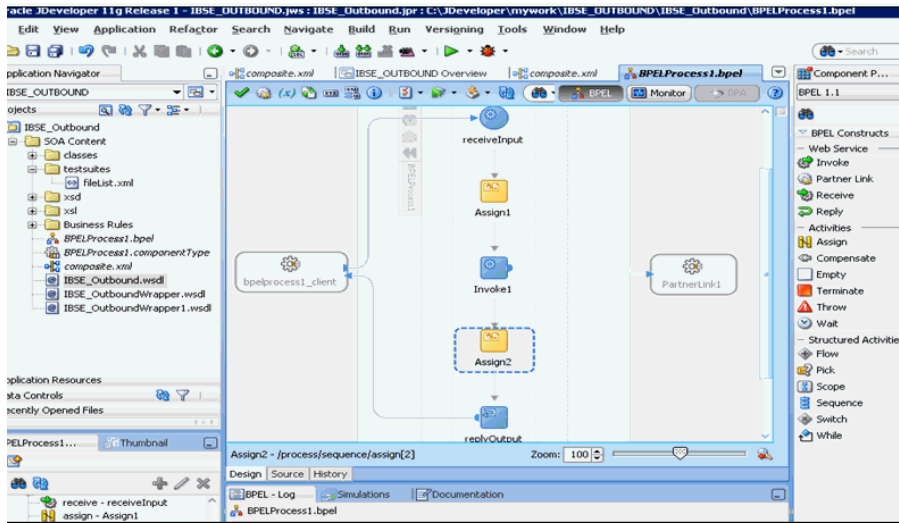 acle JDeveloper 11g Release 1 - IBSE_OUTBOUND.jws : IBSE_Outbound.jpr : C:\JDeveloper\mywork\IBSE_OUTBOUND\IBSE_Outbound\BPELProcess1.bpel
Edit View Application Refactor Search Navigate Build Run Versioning Tools Window Help
Search
pplication Navigator
composite.xml
IBSE_OUTBOUND Overview
composite.xml
BPELProcess1.bpel
Component P...
IBSE_OUTBOUND
BPEL
Monitor
BPA
BPEL 1.1
ojects
IBSE_Outbound
SOA Content
classes
testsuites
fileList.xml
xsd
xsl
Business Rules
BPELProcess1.bpel
BPELProcess1.componentType
composite.xml
IBSE_Outbound.wsdl
IBSE_OutboundWrapper.wsdl
IBSE_OutboundWrapper1.wsdl
pplication Resources
ata Controls
ecently Opened Files
PELProcess1...
Thumbnail
receive - receiveInput
assign - Assign1
BPELProcess1
receiveInput
Assign1
bpelprocess1_client
Invoke1
PartnerLink1
Assign2
replyOutput
Assign2 - /process/sequence/assign[2]
Zoom: 100
Design Source History
BPEL - Log
Simulations
Documentation
BPELProcess1.bpel
BPEL Constructs
Web Service
Invoke
Partner Link
Receive
Reply
Activities
Assign
Compensate
Empty
Terminate
Throw
Wait
Structured Activitie
Flow
Pick
Scope
Sequence
Switch
While